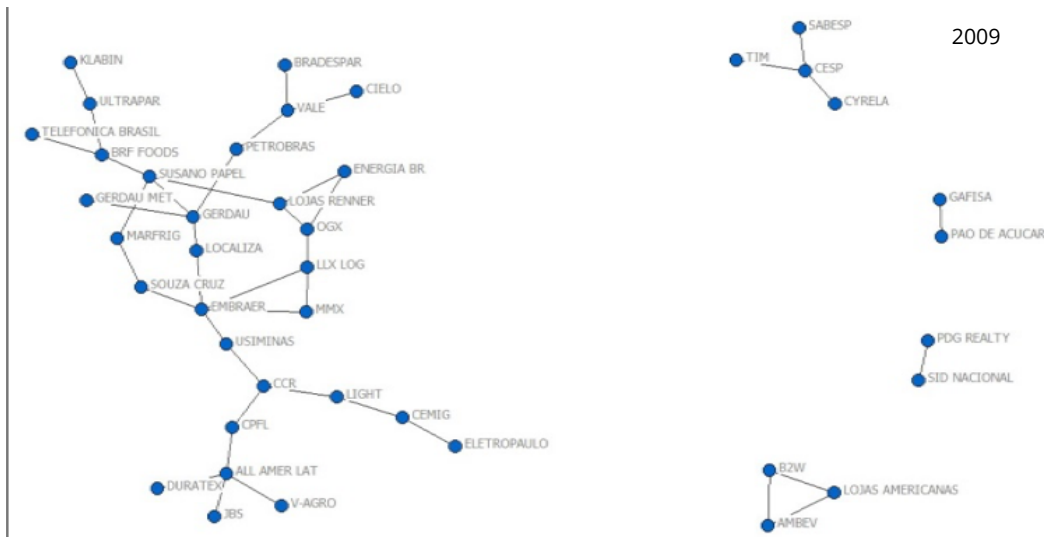 SABESP
2009
KLABIN
BRADESPAR
TIM
CESP
CIELO
ULTRAPAR
VALE
CYRELA
TELEFONICA BRASIL
BRF FOODS
PETROBRAS
SUSANO PAPEL
ENERGIA BR
GERDAU MET
LOJAS RENNER
GAFISA
GERDAU
OGX
MARFRIG
PAO DE ACUCAR
LOCALIZA
LLX LOG
SOUZA CRUZ
EMBRAER
MMX
USIMINAS
PDG REALTY
SID NACIONAL
CCR
LIGHT
CEMIG
CPFL
ELETROPAULO
ALL AMER LAT
B2W
DURATEX
LOJAS AMERICANAS
V-AGRO
JBS
AMBEV